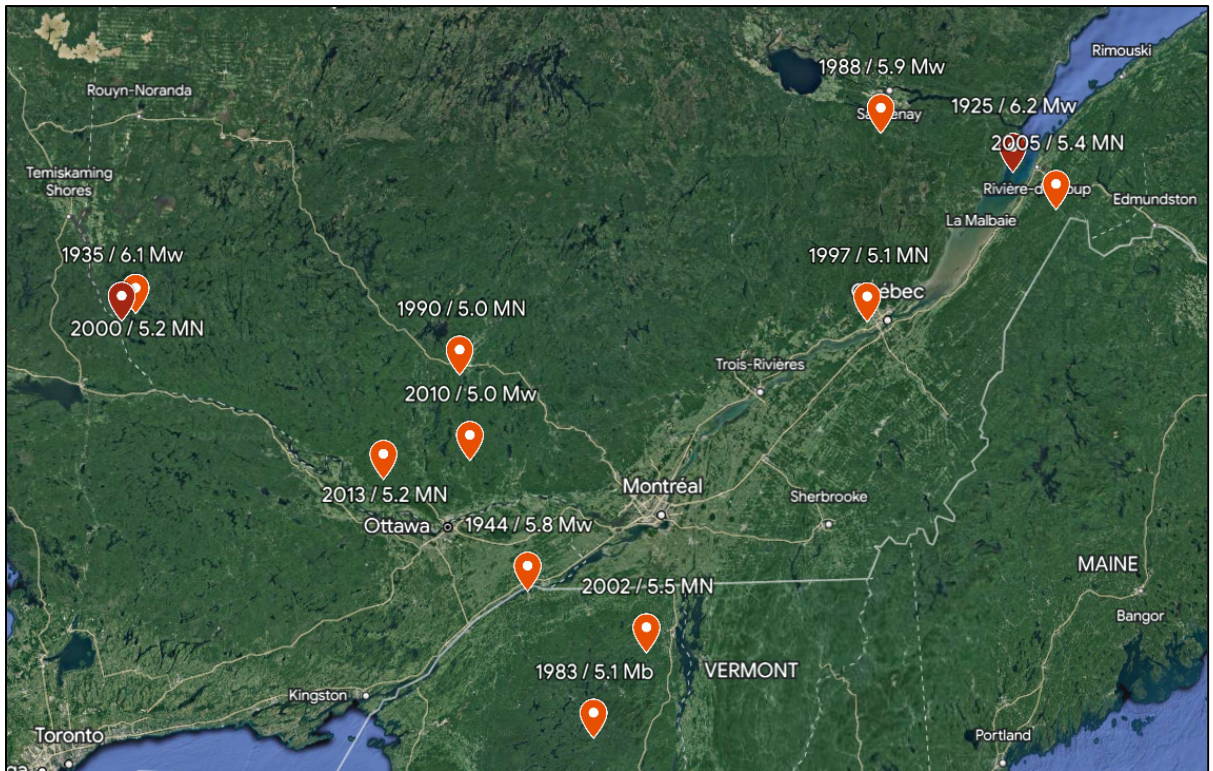 Rimouski
1988 / 5.9 Mw
Rouyn-Noranda
1925 / 6.2 Mw
2005 / 5.4 MN
Temiskaming
Shores
Edmundston
La Malbaie
1935 / 6.1 Mw
1997 / 5.1 MN
1990 / 5.0 MN
2000 / 5.2 MN
Trois-Rivières
2010 / 5.0 Mw
2013 / 5.2 MN
Montréal
Sherbrooke
Ottawa
1944 / 5.8 Mw
MAINE
2002 / 5.5 MN
Bangor
1983 / 5.1 Mb
VERMONT
Kingston
Toronto
Portland